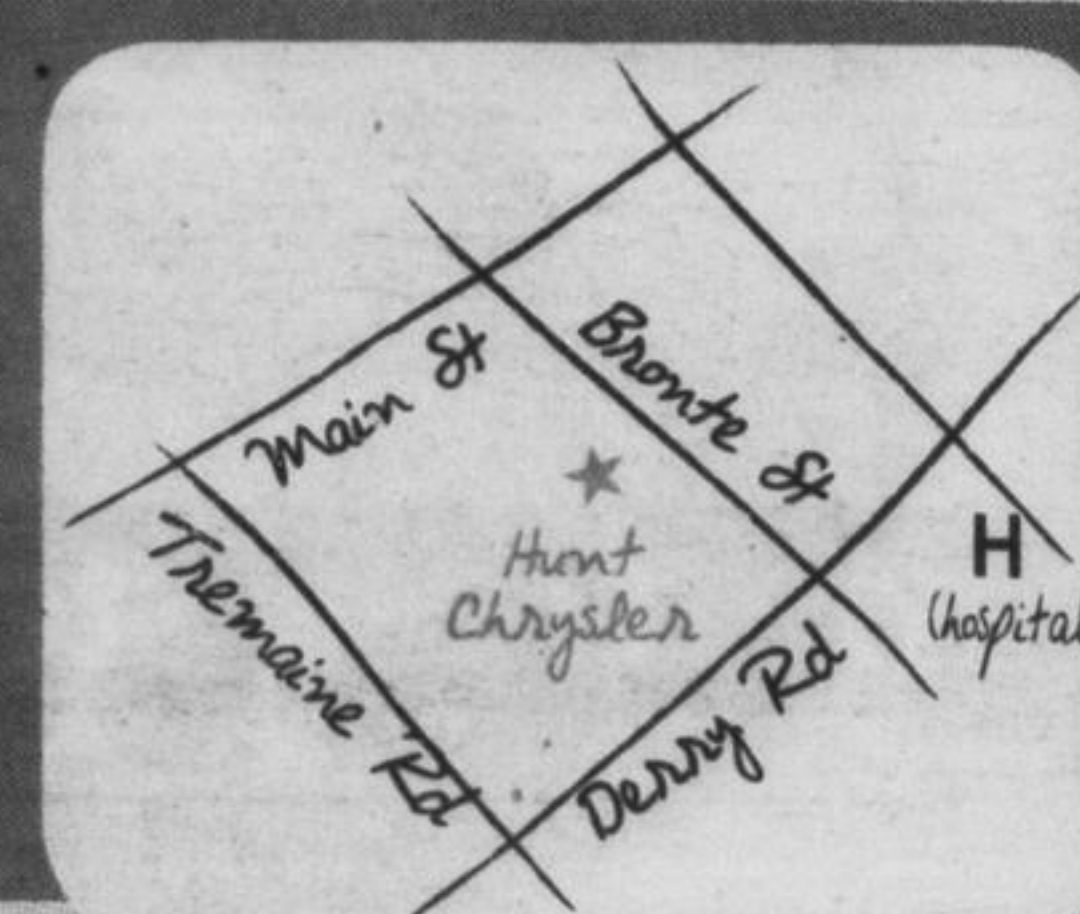 Main St
Bronte St
Tremaine Rd
Hunt
Chrysler
H
(hospital
Derry Rd